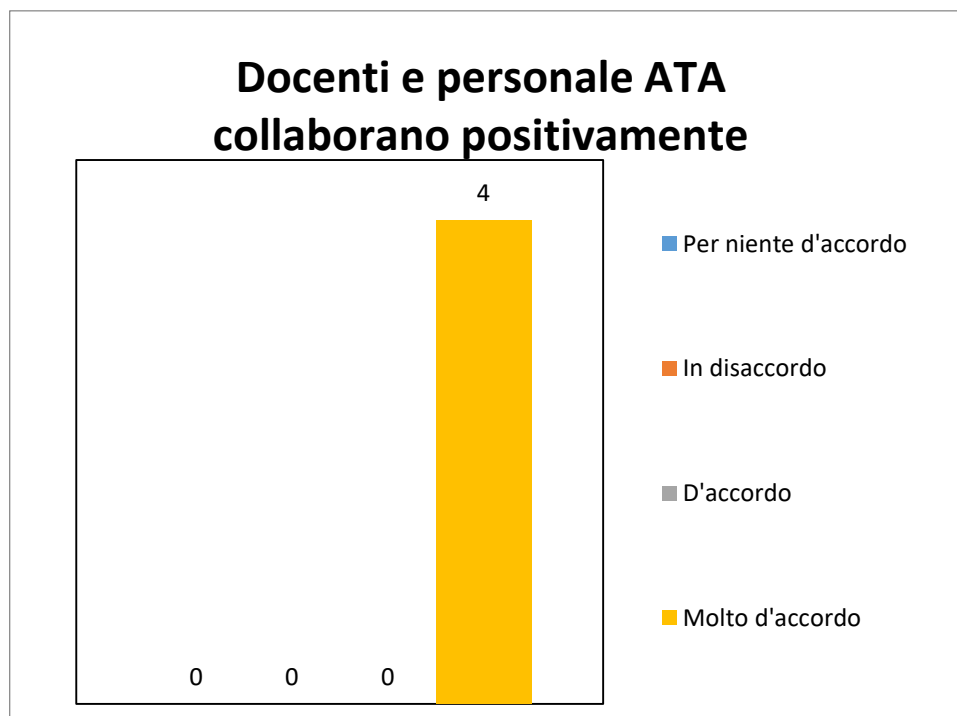 Docenti e personale ATA
collaborano positivamente
4
0 0 0
Per niente d'accordo
In disaccordo
D'accordo
Molto d'accordo